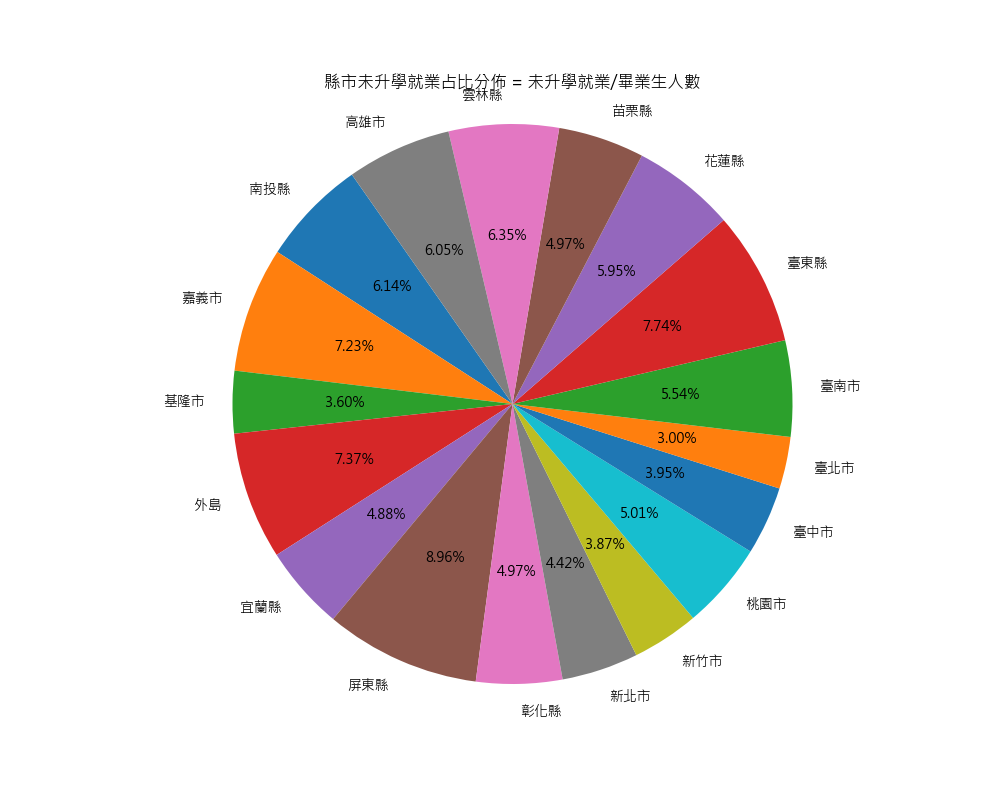 縣市未升學就業占比分佈 = 未升學就業/畢業生人數
雲林縣
苗栗縣
高雄市
花蓮縣
南投縣
6.35%
4.97%
6.05%
臺東縣
5.95%
6.14%
嘉義市
7.74%
7.23%
臺南市
5.54%
基隆市
3.60%
3.00%
7.37%
臺北市
3.95%
外島
4.88%
5.01%
臺中市
3.87%
8.96%
4.42%
4.97%
宜蘭縣
桃園市
新竹市
屏東縣
新北市
彰化縣